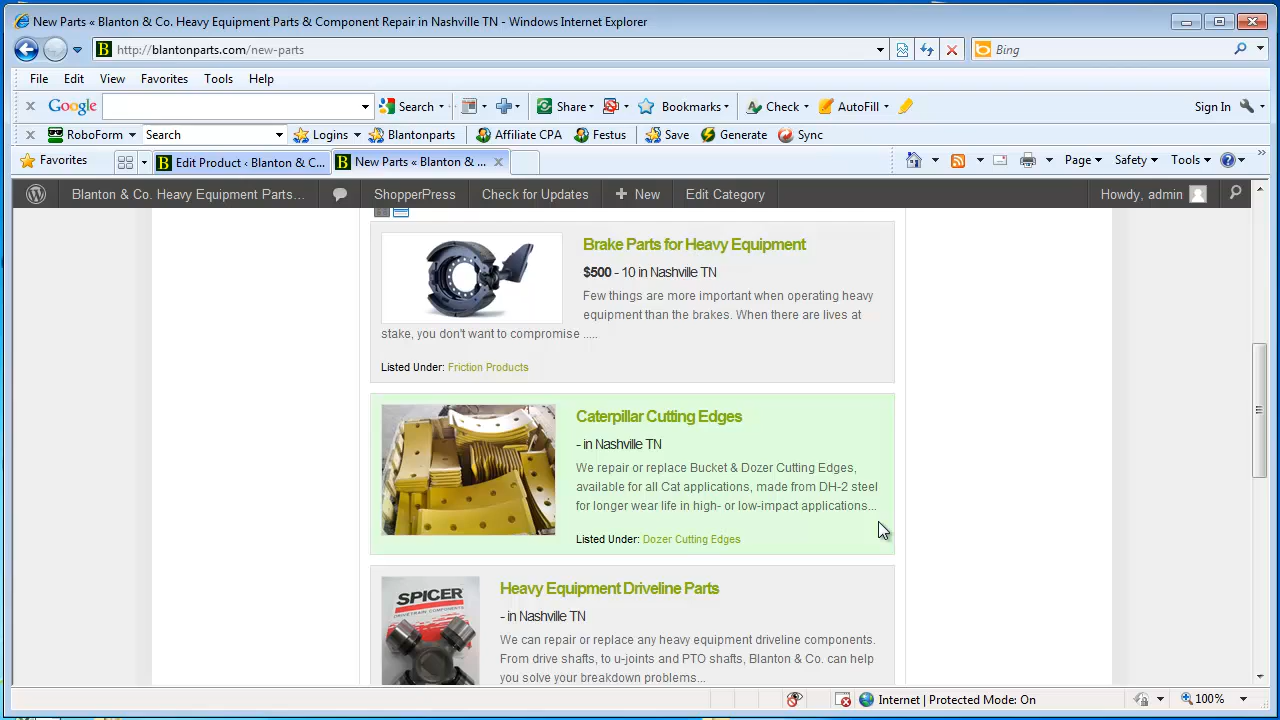 New Parts « Blanton & Co. Heavy Equipment Parts & Component Repair in Nashville TN - Windows Internet Explorer
B http://blantonparts.com/new-parts
Bing
File Edit View Favorites Tools Help
Google Search Share Bookmarks Check AutoFill Sign In
RoboForm Search Logins Blantonparts Affiliate CPA Festus Save Generate Sync
Favorites B Edit Product ‹ Blanton & C... B New Parts « Blanton & ... Page Safety Tools
Blanton & Co. Heavy Equipment Parts... ShopperPress Check for Updates New Edit Category Howdy, admin
Brake Parts for Heavy Equipment
$500 - 10 in Nashville TN
Few things are more important when operating heavy
equipment than the brakes. When there are lives at
stake, you don't want to compromise .....
Listed Under: Friction Products
Caterpillar Cutting Edges
- in Nashville TN
We repair or replace Bucket & Dozer Cutting Edges,
available for all Cat applications, made from DH-2 steel
for longer wear life in high- or low-impact applications...
Listed Under: Dozer Cutting Edges
SPICER
Heavy Equipment Driveline Parts
- in Nashville TN
We can repair or replace any heavy equipment driveline components.
From drive shafts, to u-joints and PTO shafts, Blanton & Co. can help
you solve your breakdown problems...
Internet | Protected Mode: On
100%